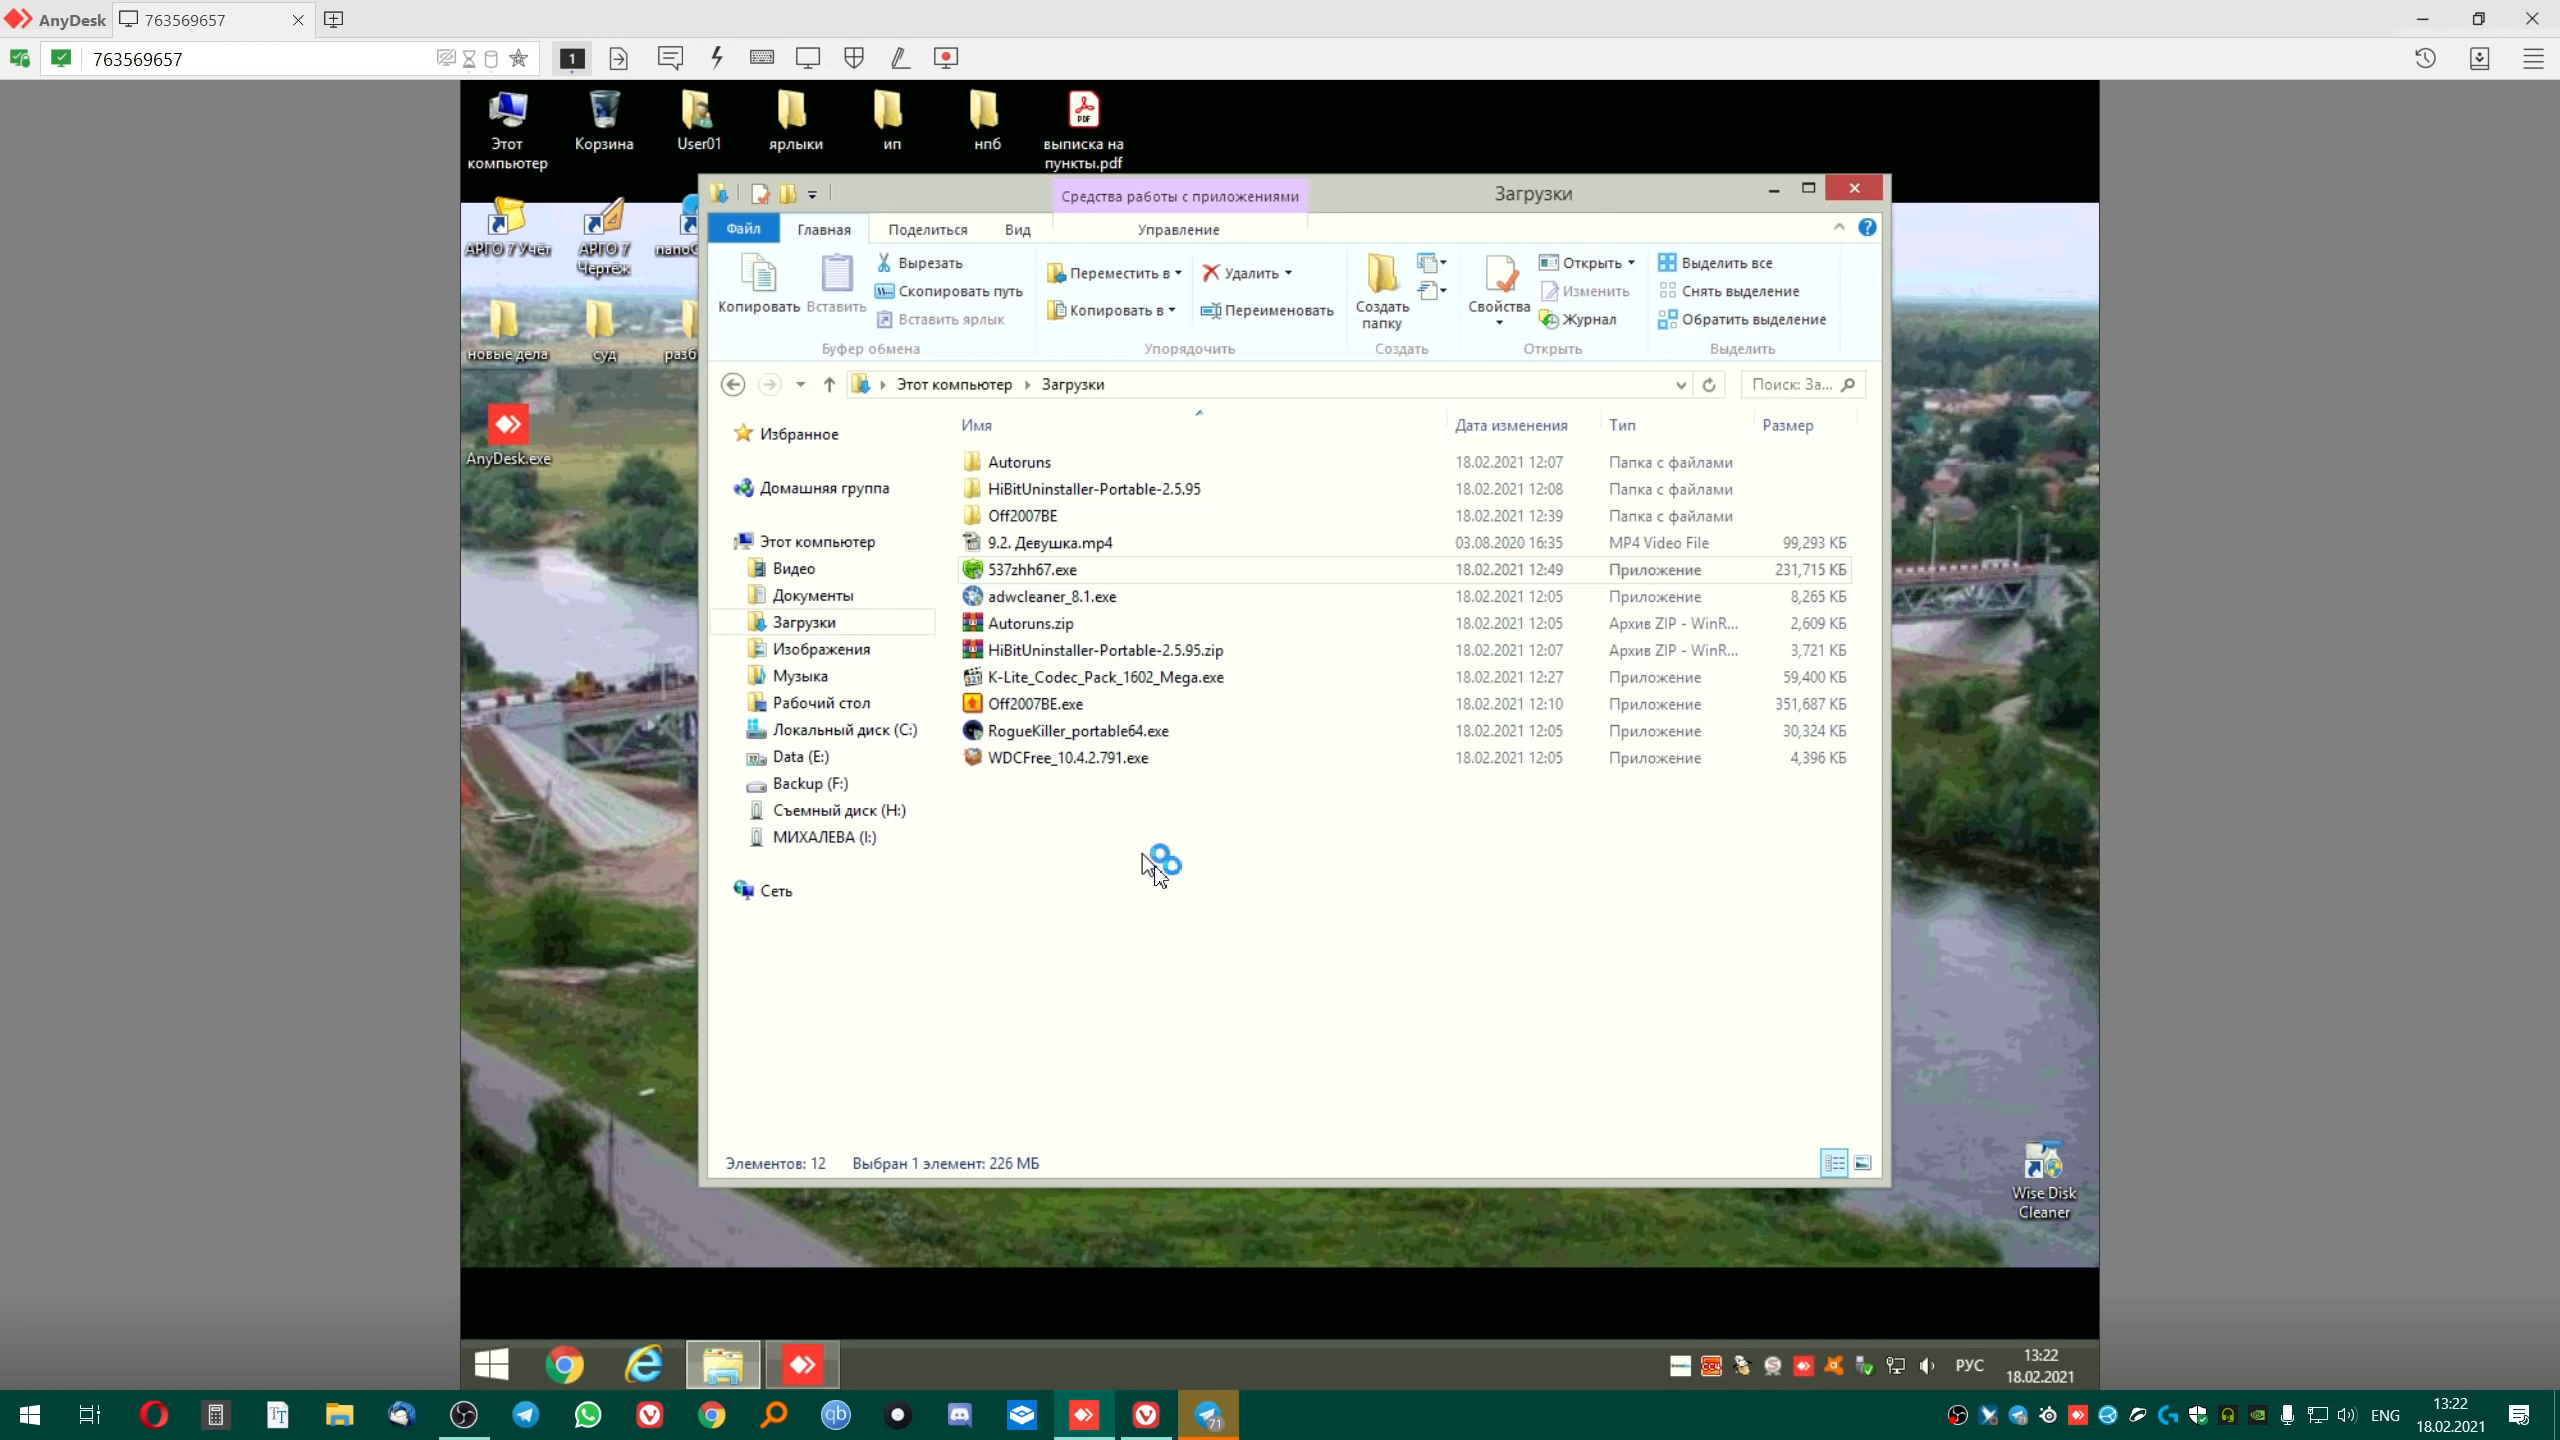 AnyDesk
763569657
763569657
1
Этот
компьютер
Корзина
User01
ярлыки
ип
нпб
выписка на
пункты.pdf
АРГО 7 Учёт
АРГО 7
Чертёж
новые дела
суд
разб
AnyDesk.exe
Средства работы с приложениями
Загрузки
Файл
Главная
Поделиться
Вид
Управление
Копировать
Вставить
Вырезать
Скопировать путь
Вставить ярлык
Буфер обмена
Переместить в
Копировать в
Удалить
Переименовать
Упорядочить
Создать
папку
Создать
Свойства
Открыть
Изменить
Журнал
Открыть
Выделить все
Снять выделение
Обратить выделение
Выделить
Этот компьютер
Загрузки
Поиск: За...
Избранное
Домашняя группа
Этот компьютер
Видео
Документы
Загрузки
Изображения
Музыка
Рабочий стол
Локальный диск (C:)
Data (E:)
Backup (F:)
Съемный диск (H:)
МИХАЛЕВА (I:)
Сеть
Имя Дата изменения Тип Размер
Autoruns 18.02.2021 12:07 Папка с файлами
HiBitUninstaller-Portable-2.5.95 18.02.2021 12:08 Папка с файлами
Off2007BE 18.02.2021 12:39 Папка с файлами
9.2. Девушка.mp4 03.08.2020 16:35 MP4 Video File 99,293 КБ
537zhh67.exe 18.02.2021 12:49 Приложение 231,715 КБ
adwcleaner_8.1.exe 18.02.2021 12:05 Приложение 8,265 КБ
Autoruns.zip 18.02.2021 12:05 Архив ZIP - WinR... 2,609 КБ
HiBitUninstaller-Portable-2.5.95.zip 18.02.2021 12:07 Архив ZIP - WinR... 3,721 КБ
K-Lite_Codec_Pack_1602_Mega.exe 18.02.2021 12:27 Приложение 59,400 КБ
Off2007BE.exe 18.02.2021 12:10 Приложение 351,687 КБ
RogueKiller_portable64.exe 18.02.2021 12:05 Приложение 30,324 КБ
WDCFree_10.4.2.791.exe 18.02.2021 12:05 Приложение 4,396 КБ
Элементов: 12 Выбран 1 элемент: 226 МБ
Wise Disk
Cleaner
РУС
13:22
18.02.2021
71
ENG
13:22
18.02.2021